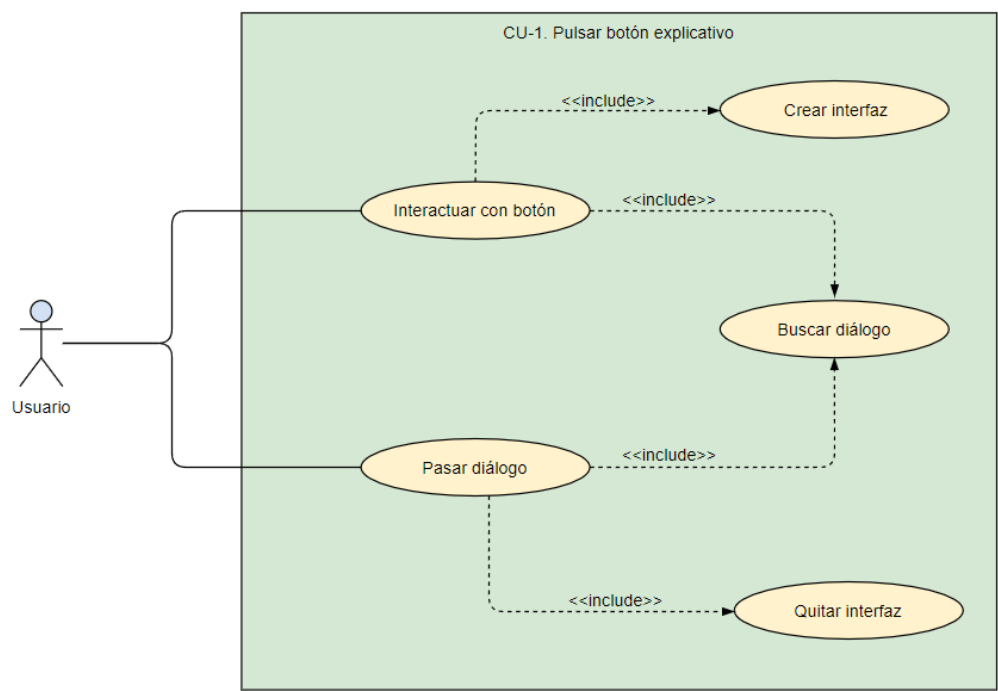 CU-1. Pulsar botón explicativo
<<include>>
Crear interfaz
Interactuar con botón
<<include>>
Buscar diálogo
Usuario
Pasar diálogo
<<include>>
<<include>>
Quitar interfaz